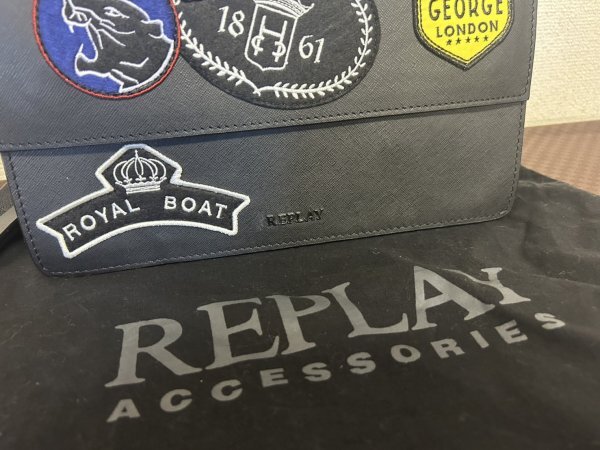 18 61
GEORGE
LONDON
ROYAL BOAT
REPLAY
REPLAY
ACCESSORIES